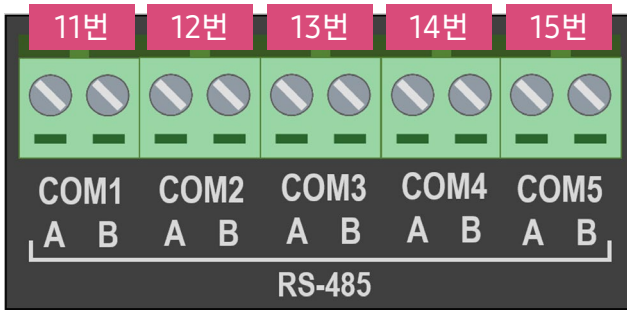 11번 12번 13번 14번 15번
COM1 COM2 COM3 COM4 COM5
A B A B A B A B A B
RS-485